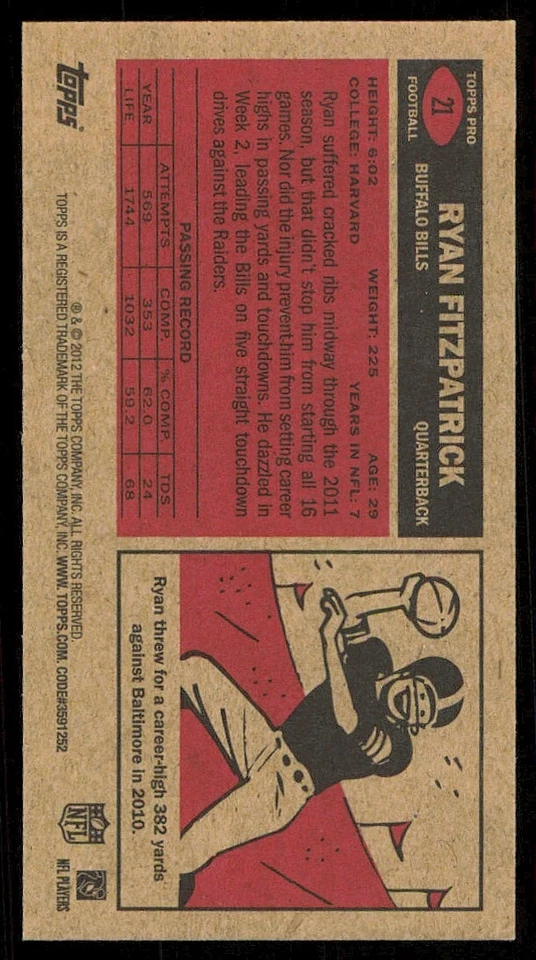 TOPPS PRO
21
FOOTBALL
RYAN FITZPATRICK
BUFFALO BILLS QUARTERBACK
HEIGHT: 6:02 WEIGHT: 225 AGE: 29
COLLEGE: HARVARD YEARS IN NFL: 7
Ryan suffered cracked ribs midway through the 2011
season, but that didn't stop him from starting all 16
games. Nor did the injury prevent him from setting career
highs in passing yards and touchdowns. He dazzled in
Week 2, leading the Bills on five straight touchdown
drives against the Raiders.
PASSING RECORD
ATTEMPTS COMP. % COMP. TDS
YEAR 569 353 62.0 24
LIFE 1744 1032 59.2 68
Ryan threw for a career-high 382 yards
against Baltimore in 2010.
topps
® & © 2012 THE TOPPS COMPANY, INC. ALL RIGHTS RESERVED.
TOPPS IS A REGISTERED TRADEMARK OF THE TOPPS COMPANY, INC. WWW.TOPPS.COM. CODE#3591252
NFL
NFL PLAYERS